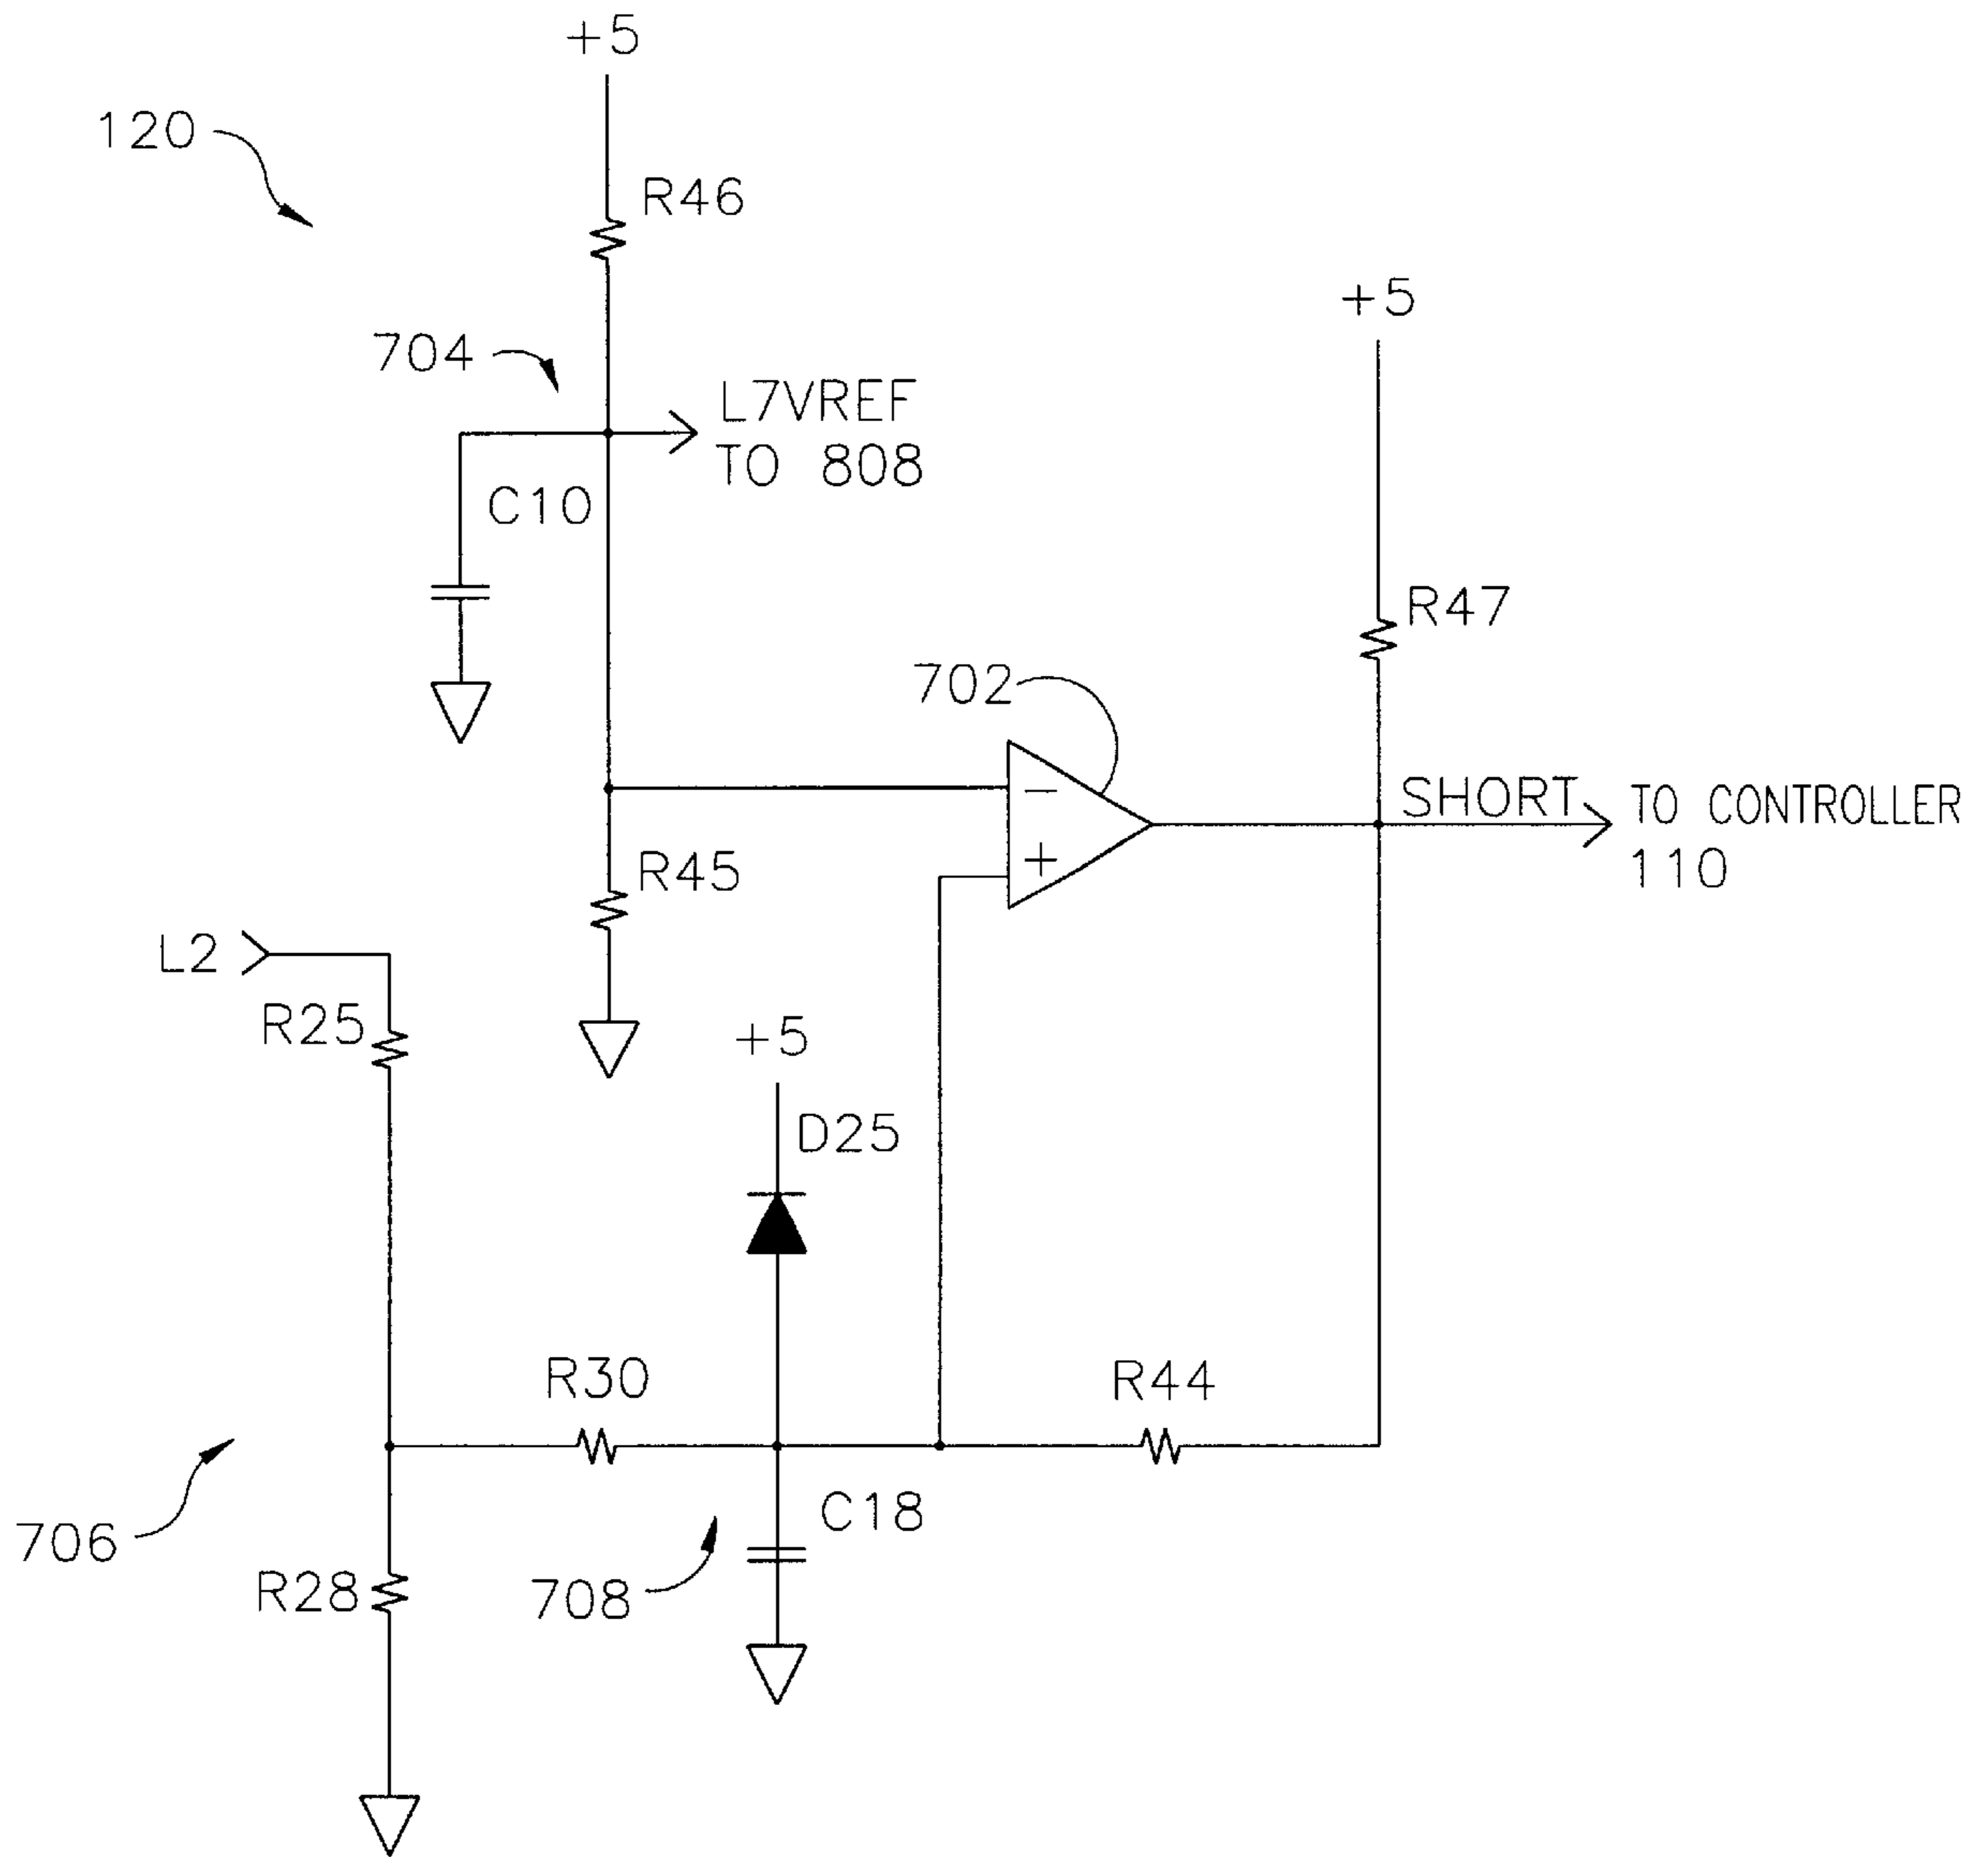 +5
120
R46
+5
704
L7VREF
TO 808
C10
R47
702
SHORT
TO CONTROLLER
110
−
+
R45
L2
R25
+5
D25
R30
R44
706
C18
R28
708